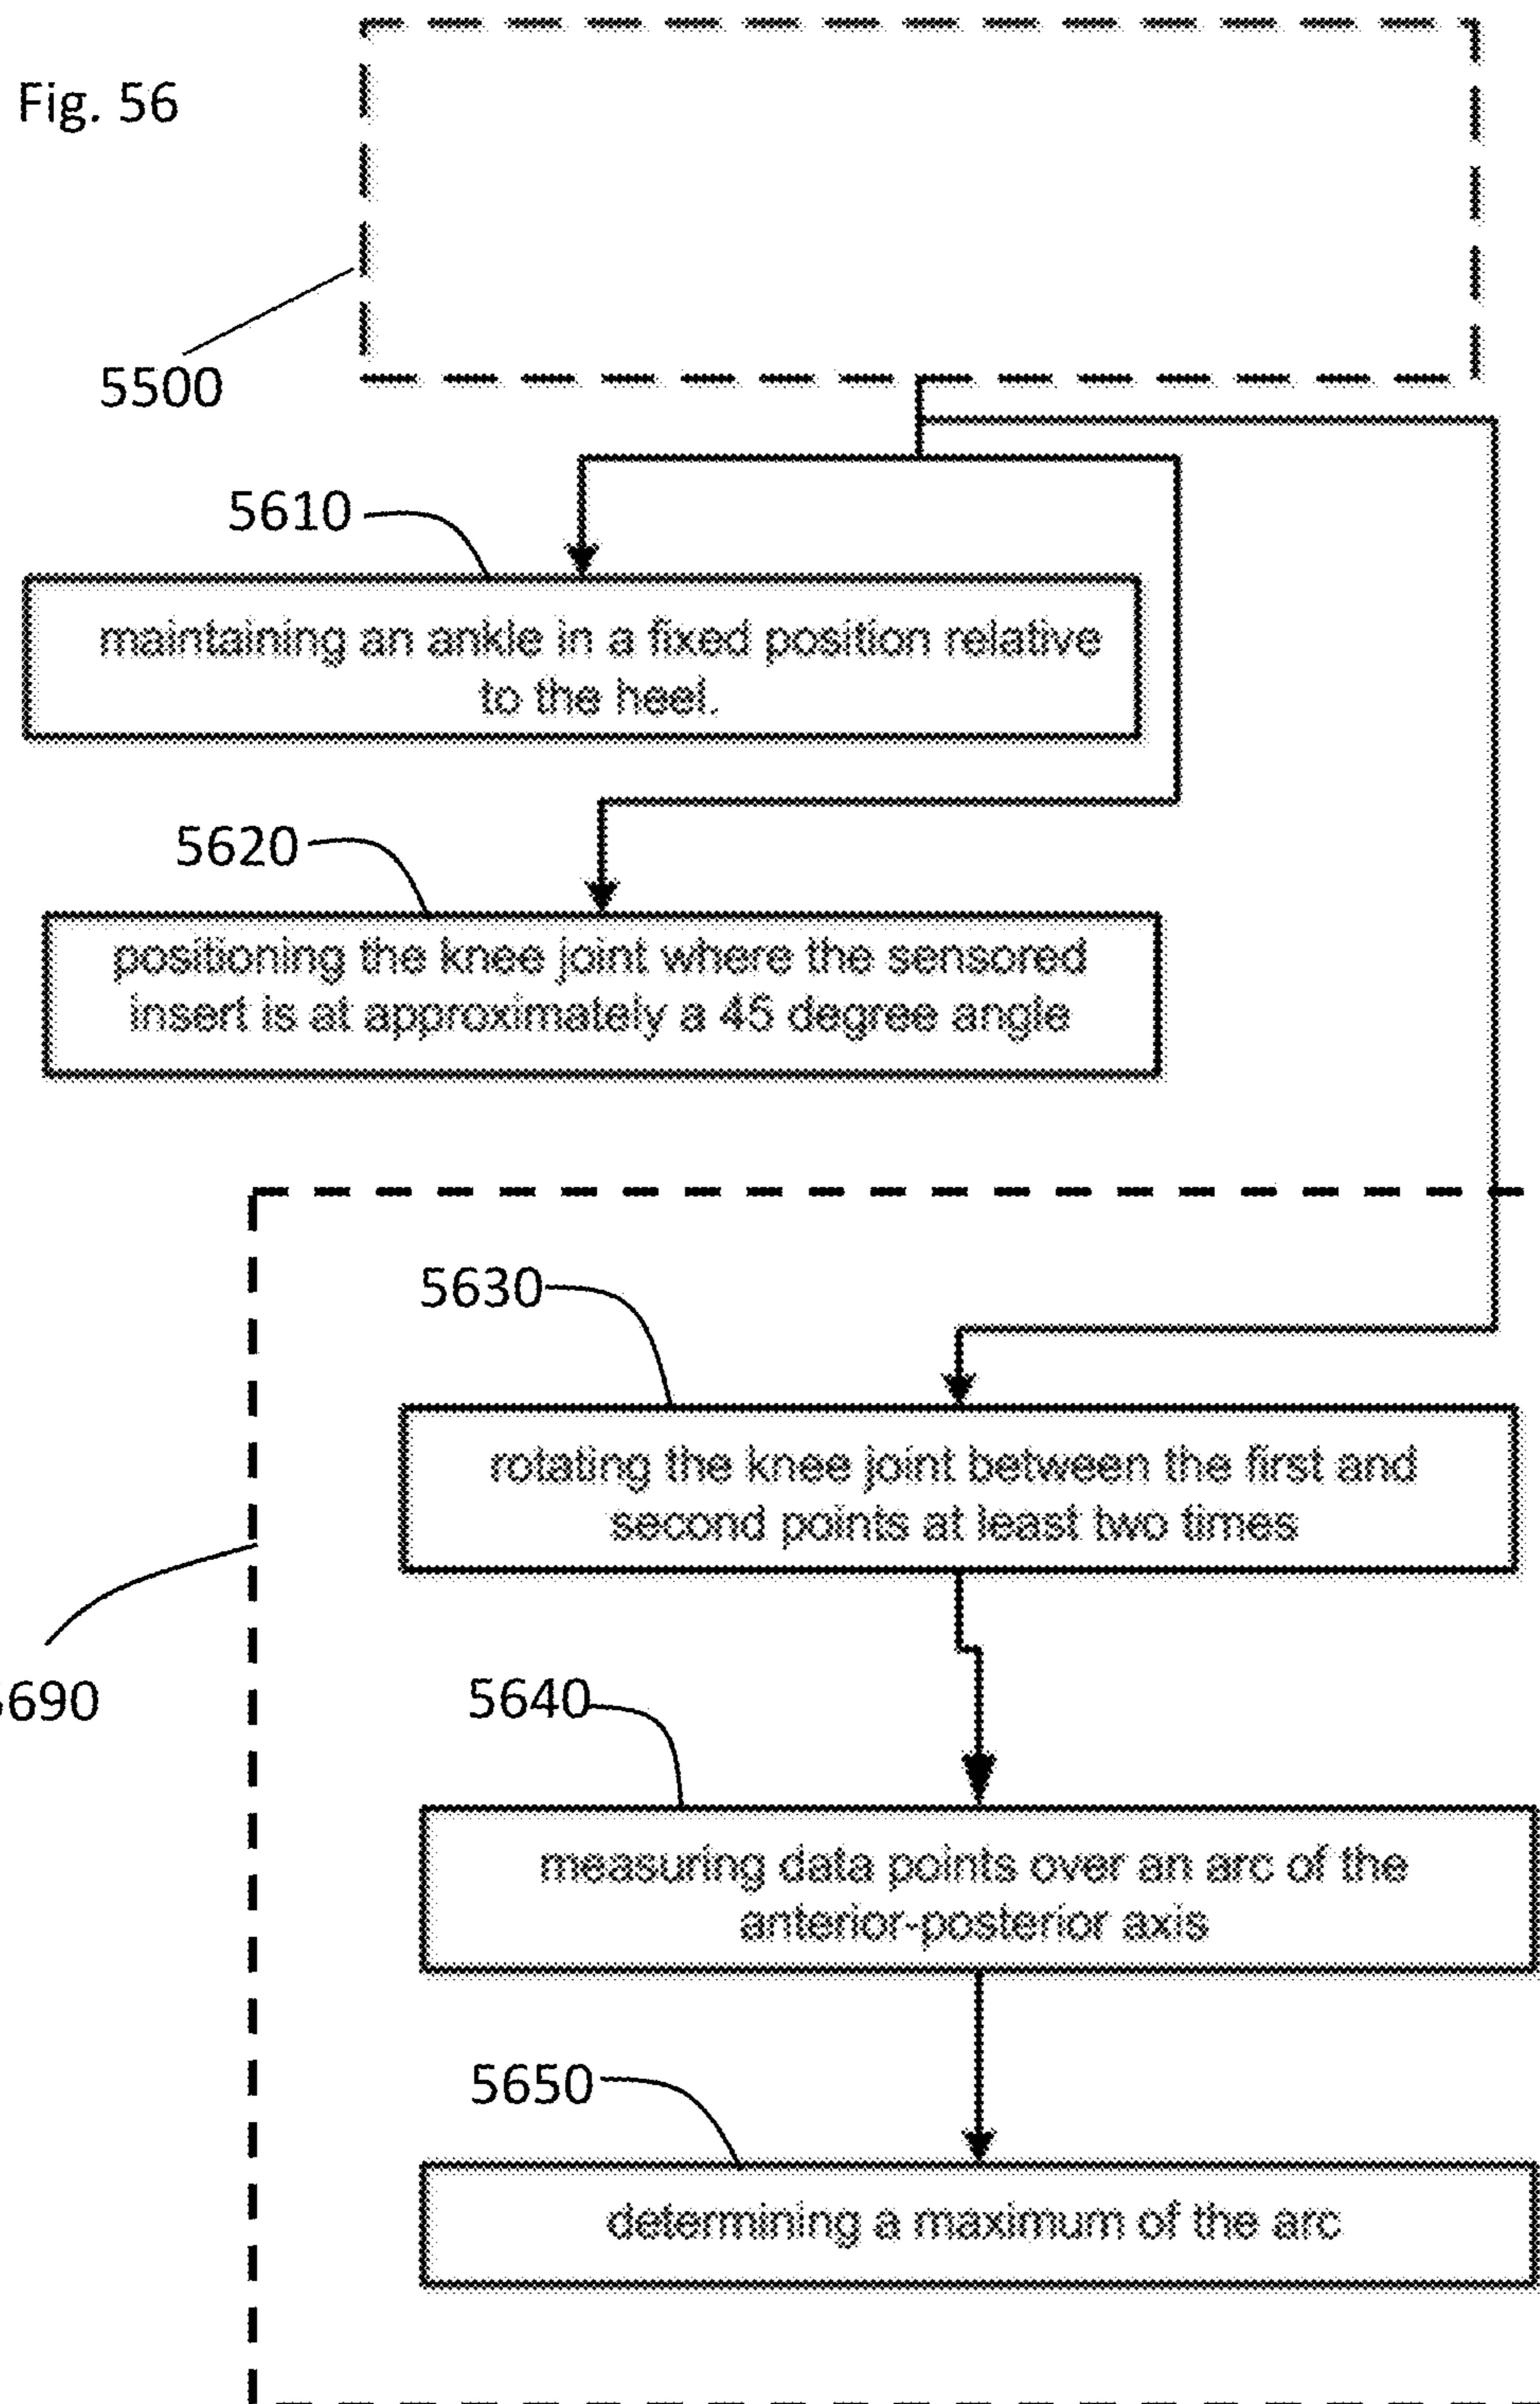 Fig. 56
5500
5610
maintaining an ankle in a fixed position relative
to the heel.
5620
positioning the knee joint where the sensored
insert is at approximately a 45 degree angle
5630
rotating the knee joint between the first and
second points at least two times
690
5640
measuring data points over an arc of the
anterior-posterior axis
5650
determining a maximum of the arc